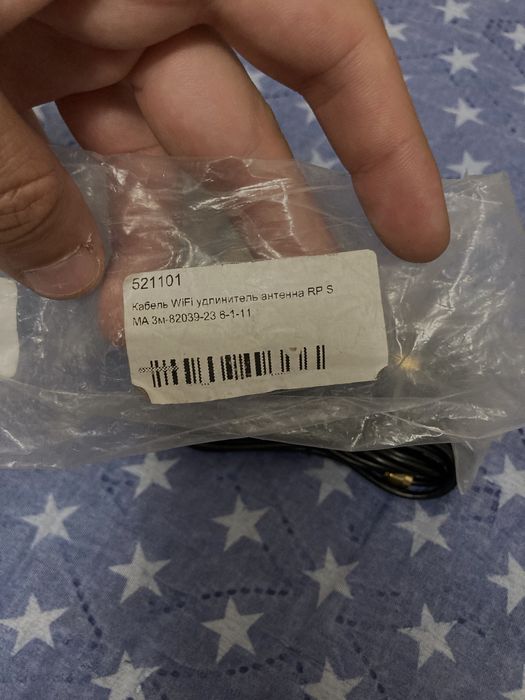 521101
Кабель WiFi удлинитель антенна RP S
MA 3м-82039-23 6-1-11